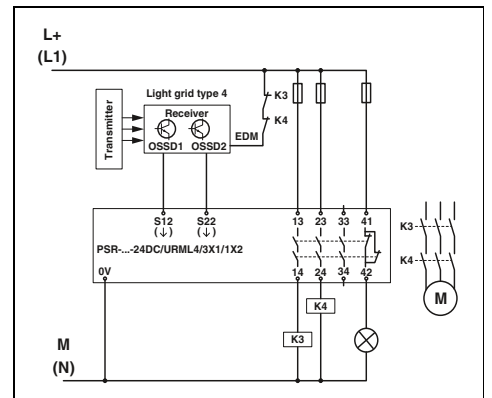 L+
(L1)
Light grid type 4
Transmitter
Receiver
OSSD1 OSSD2
EDM
K3
K4
S12 S22 13 23 33 41
(↓) (↓)
PSR-...-24DC/URML4/3X1/1X2
0V 14 24 34 42
K3
K4
M
K4
K3
M
(N)